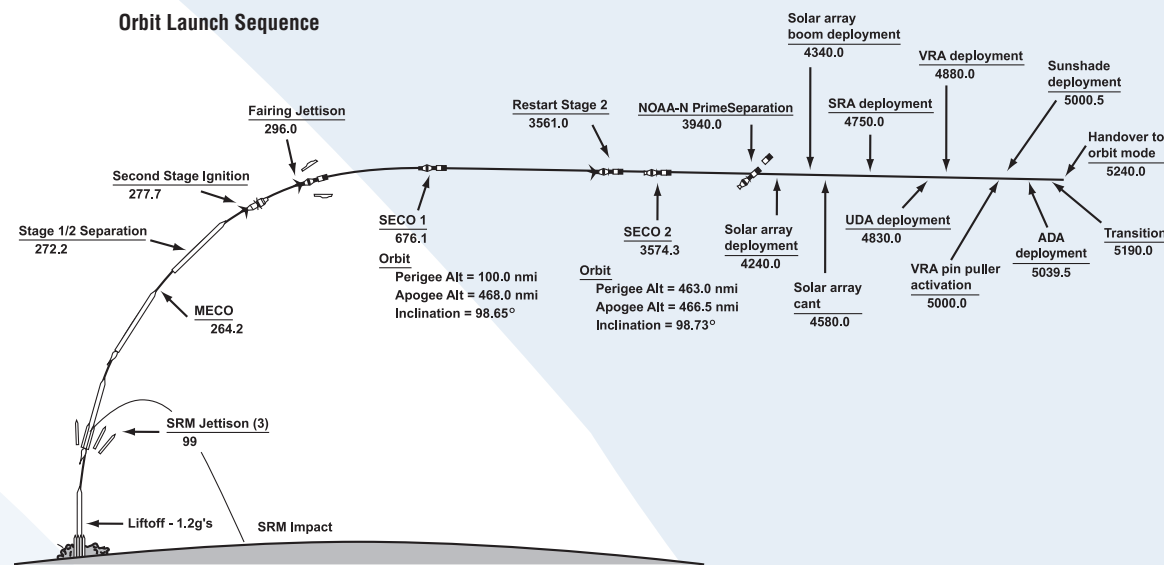 Orbit Launch Sequence
Liftoff - 1.2g's
SRM Impact
SRM Jettison (3)
99
MECO
264.2
Stage 1/2 Separation
272.2
Second Stage Ignition
277.7
Fairing Jettison
296.0
SECO 1
676.1
Orbit
Perigee Alt = 100.0 nmi
Apogee Alt = 468.0 nmi
Inclination = 98.65°
Restart Stage 2
3561.0
SECO 2
3574.3
Orbit
Perigee Alt = 463.0 nmi
Apogee Alt = 466.5 nmi
Inclination = 98.73°
NOAA-N PrimeSeparation
3940.0
Solar array
deployment
4240.0
Solar array
boom deployment
4340.0
Solar array
cant
4580.0
SRA deployment
4750.0
UDA deployment
4830.0
VRA deployment
4880.0
VRA pin puller
activation
5000.0
Sunshade
deployment
5000.5
ADA
deployment
5039.5
Transition
5190.0
Handover to
orbit mode
5240.0